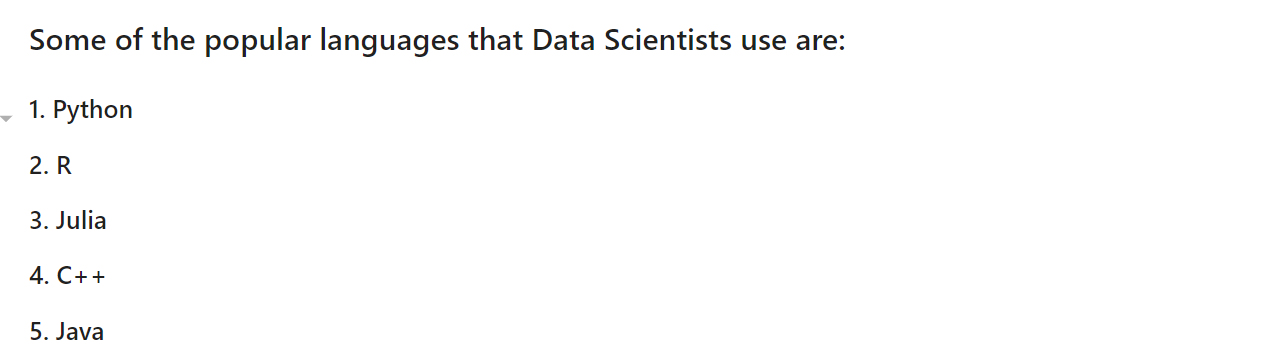 Some of the popular languages that Data Scientists use are:
1. Python
2. R
3. Julia
4. C++
5. Java